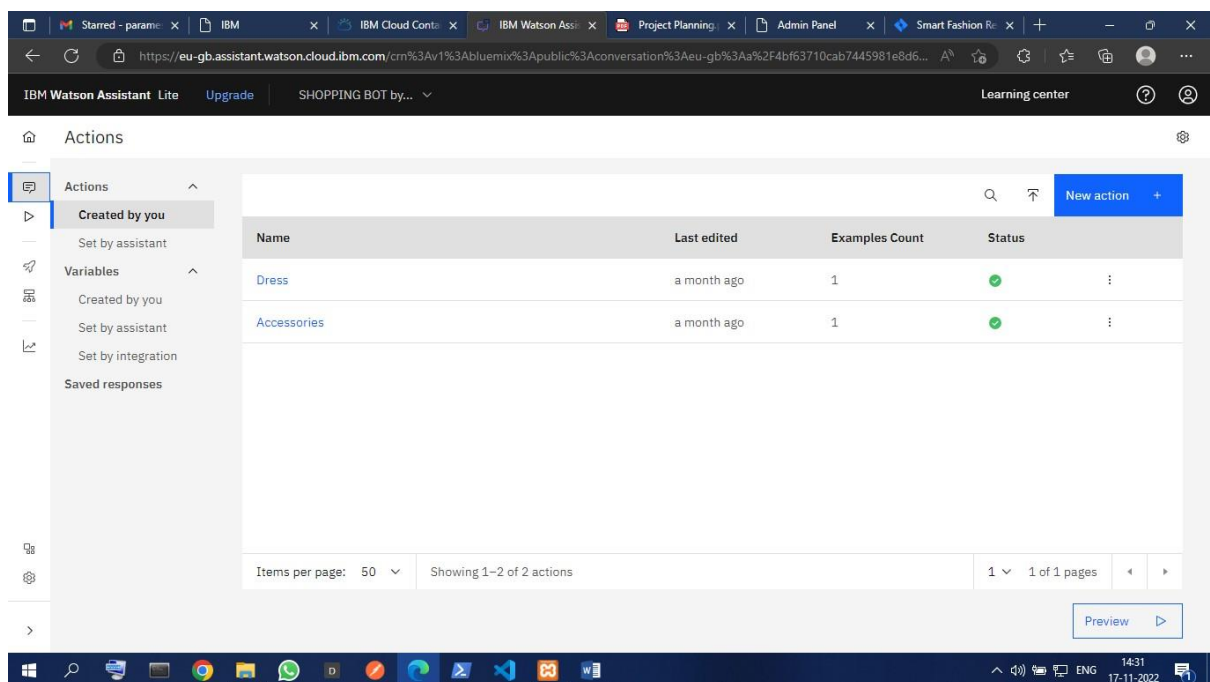 Starred - parame IBM IBM Cloud Conta IBM Watson Assis Project Planning. Admin Panel Smart Fashion Re
https://eu-gb.assistant.watson.cloud.ibm.com/crn%3Av1%3Abluemix%3Apublic%3Aconversation%3Aeu-gb%3Aa%2F4bf63710cab7445981e8d6...
IBM Watson Assistant Lite Upgrade SHOPPING BOT by... Learning center
Actions
Actions
Created by you
Set by assistant
Variables
Created by you
Set by assistant
Set by integration
Saved responses
New action +
Name Last edited Examples Count Status
Dress a month ago 1
Accessories a month ago 1
Items per page: 50 Showing 1–2 of 2 actions 1 1 of 1 pages
Preview
ENG 14:31
17-11-2022